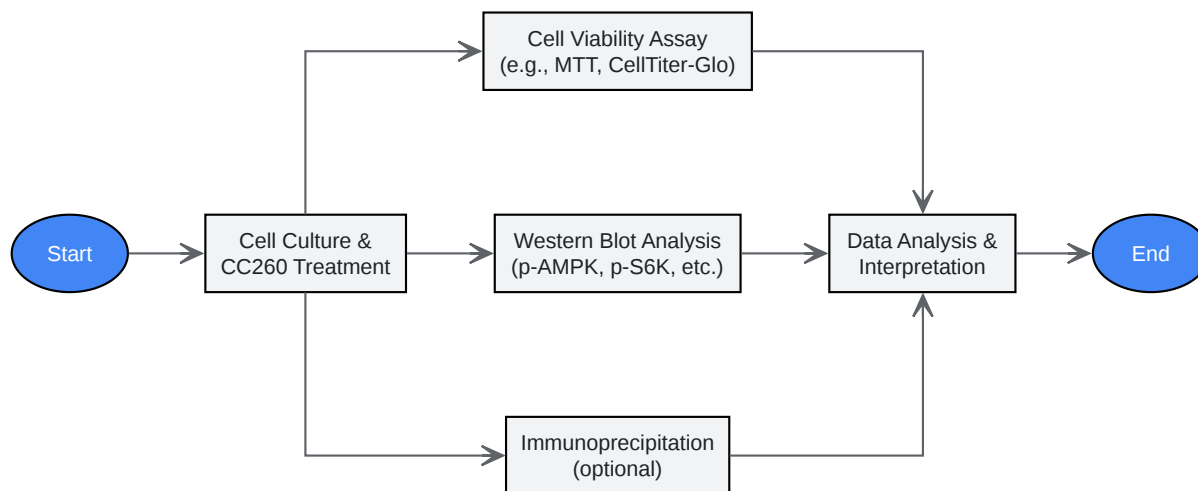 Cell Viability Assay
(e.g., MTT, CellTiter-Glo)
Start
Cell Culture &
CC260 Treatment
Western Blot Analysis
(p-AMPK, p-S6K, etc.)
Data Analysis &
Interpretation
End
Immunoprecipitation
(optional)